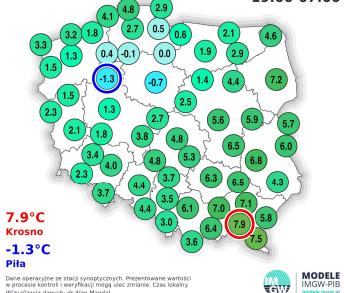 19:00-07:00
4.1 4.8 2.9
3.3 3.2 1.8 2.7 0.5 0.6 2.1 4.6
1.5 1.3 0.4 -0.1 0.0 1.9 2.9
-1.3 -0.7 1.4 4.4 7.2
1.5 2.5
2.3 1.3 2.7 5.6 5.9 5.7
2.1 1.8 3.8 4.8 6.5 6.0
3.4 4.0 4.8 5.3 6.8
2.3 3.7 4.4 3.7 6.3 6.5 4.3
3.5
4.4 6.1 7.0 7.1
3.0 6.4 7.9 5.8
3.6 7.5
7.9°C
Krosno
-1.3°C
Piła
Dane operacyjne ze stacji synoptycznych. Prezentowane wartości
w procesie kontroli i weryfikacji mogą ulec zmianie. Czas lokalny.
IM
GW
MODELE
IMGW-PIB